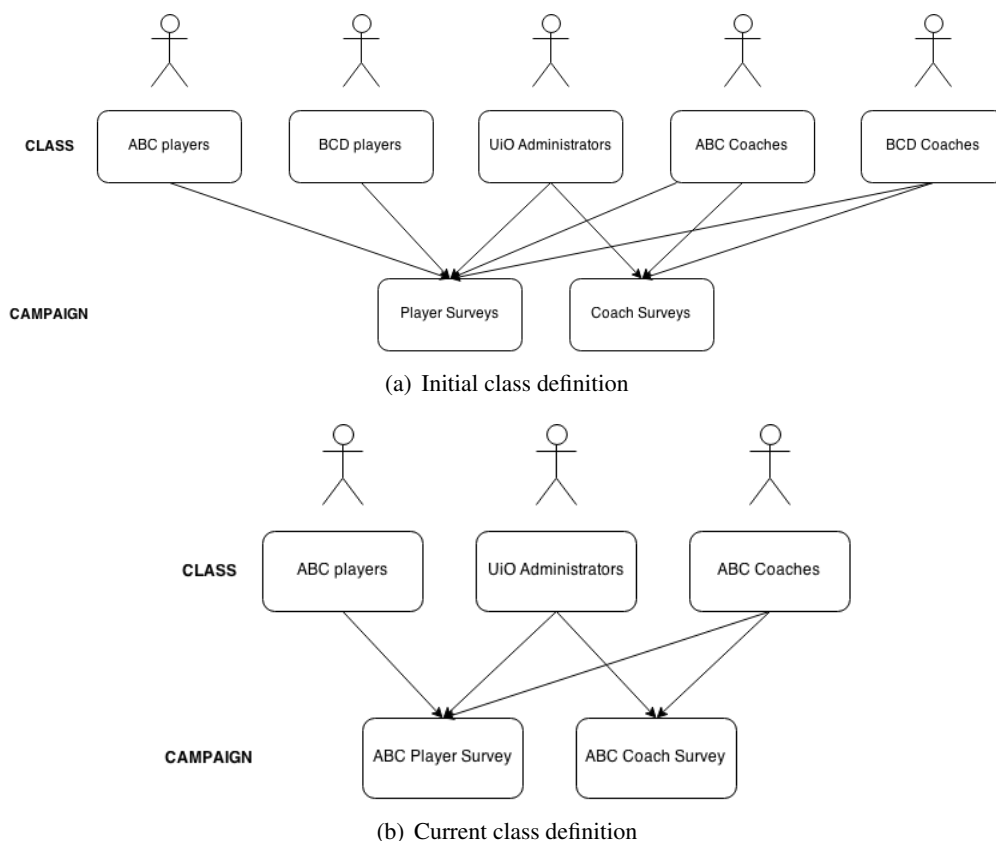 CLASS ABC players BCD players UiO Administrators ABC Coaches BCD Coaches
CAMPAIGN Player Surveys Coach Surveys
(a) Initial class definition
CLASS ABC players UiO Administrators ABC Coaches
CAMPAIGN ABC Player Survey ABC Coach Survey
(b) Current class definition